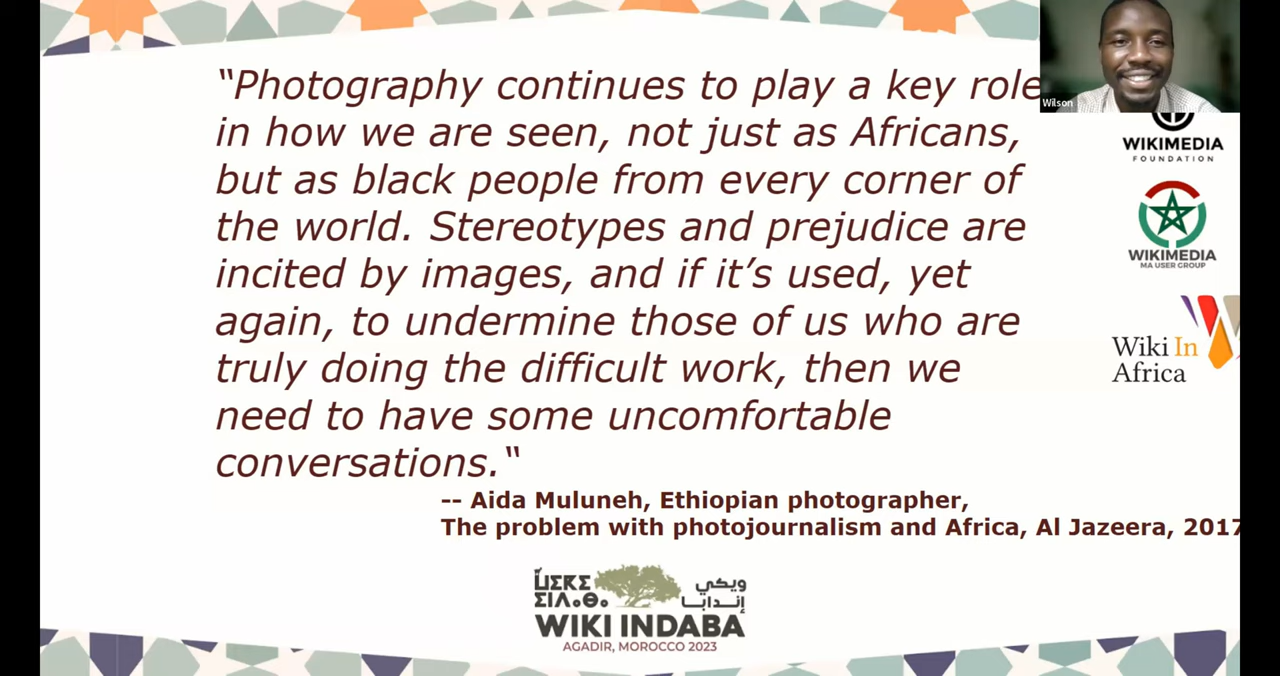 “Photography continues to play a key role
in how we are seen, not just as Africans,
but as black people from every corner of
the world. Stereotypes and prejudice are
incited by images, and if it’s used, yet
again, to undermine those of us who are
truly doing the difficult work, then we
need to have some uncomfortable
conversations.“
-- Aida Muluneh, Ethiopian photographer,
The problem with photojournalism and Africa, Al Jazeera, 2017
Wilson
WIKIMEDIA
FOUNDATION
WIKIMEDIA
MA USER GROUP
Wiki In
Africa
ويكي
إندابا
WIKI INDABA
AGADIR, MOROCCO 2023